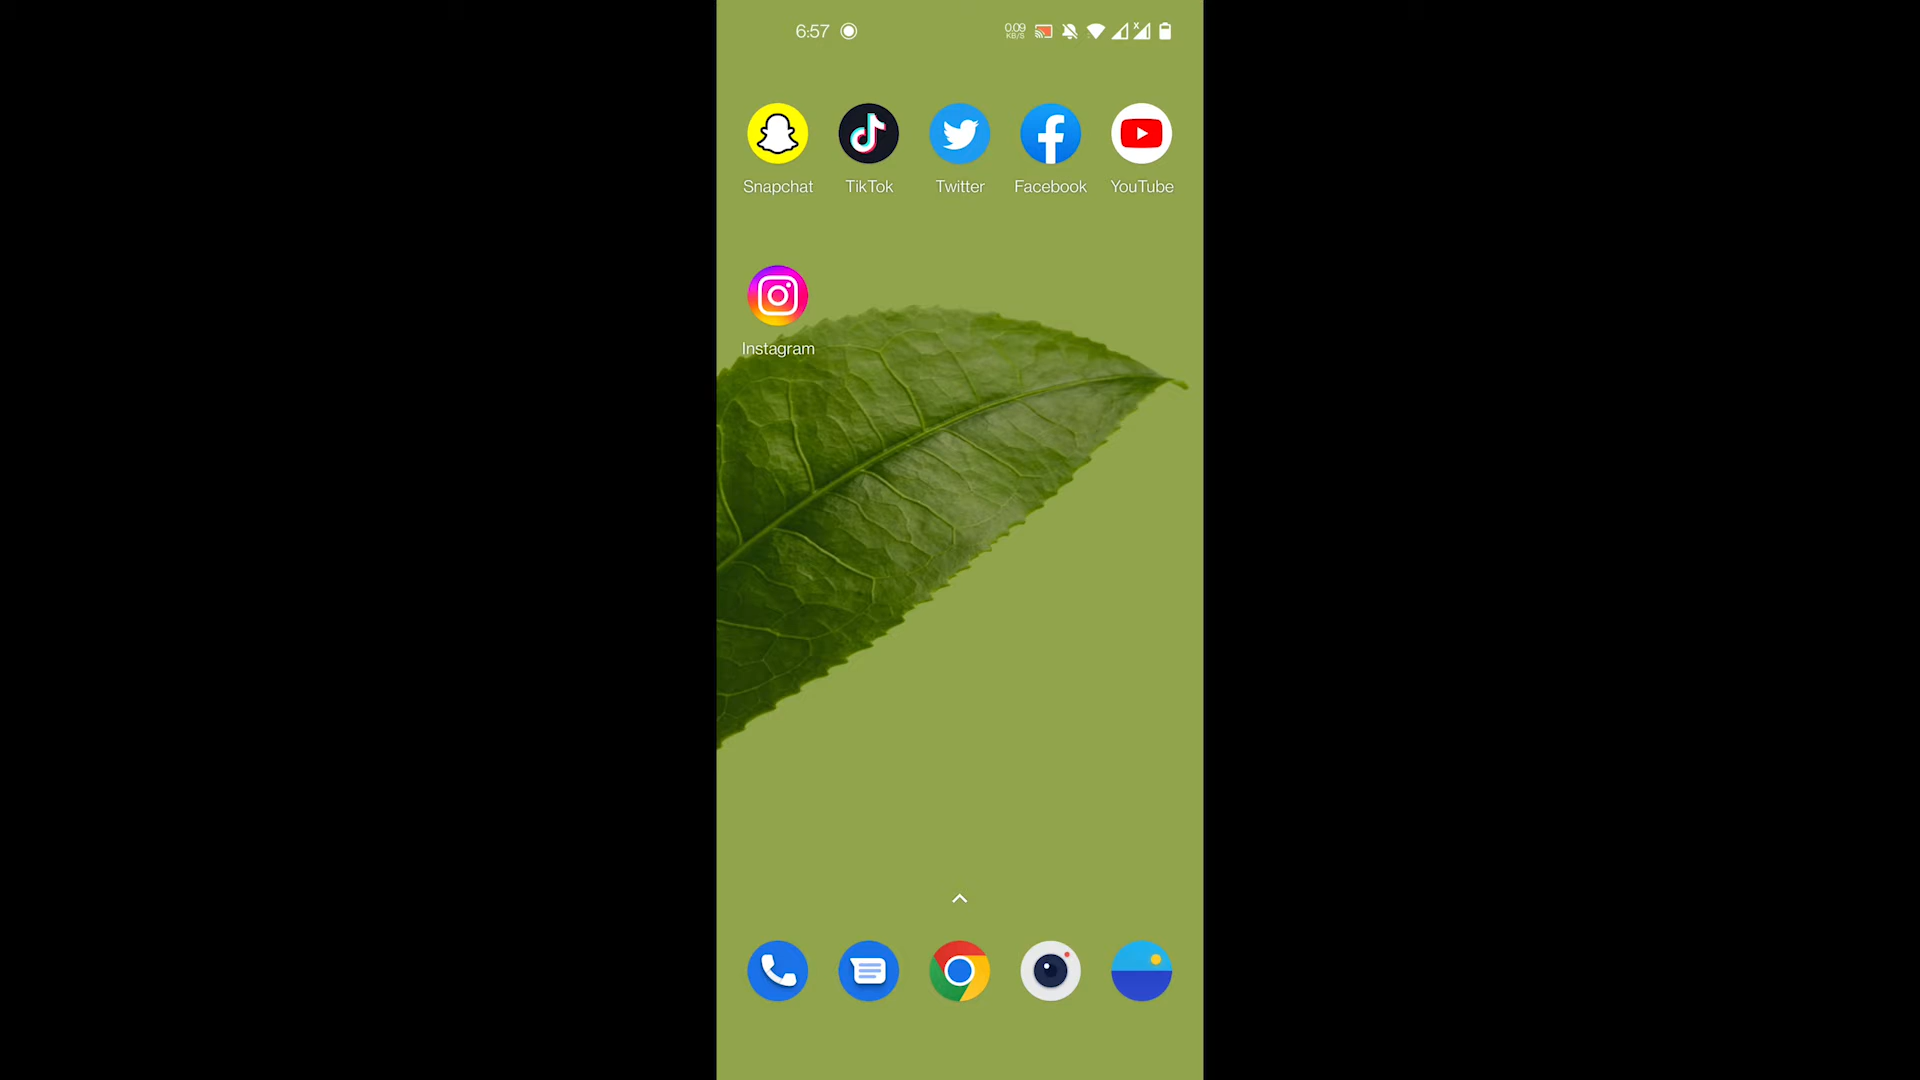 6:57
0.09
KB/S
Snapchat
TikTok
Twitter
Facebook
YouTube
Instagram